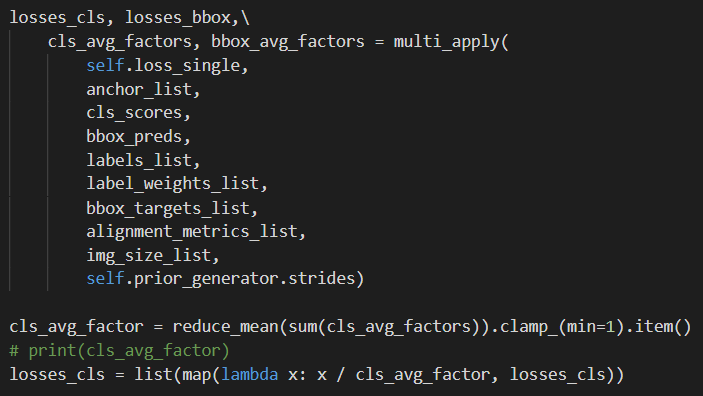 losses_cls, losses_bbox,\
cls_avg_factors, bbox_avg_factors = multi_apply(
self.loss_single,
anchor_list,
cls_scores,
bbox_preds,
labels_list,
label_weights_list,
bbox_targets_list,
alignment_metrics_list,
img_size_list,
self.prior_generator.strides)
cls_avg_factor = reduce_mean(sum(cls_avg_factors)).clamp_(min=1).item()
# print(cls_avg_factor)
losses_cls = list(map(lambda x: x / cls_avg_factor, losses_cls))